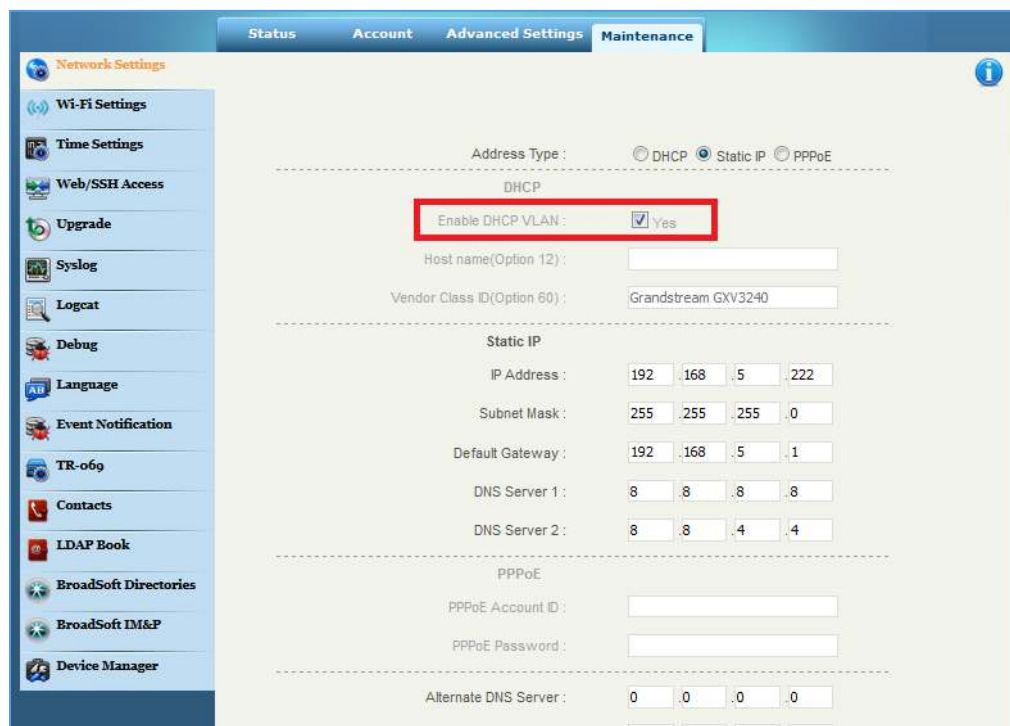 Status Account Advanced Settings Maintenance
Network Settings
Wi-Fi Settings
Time Settings
Web/SSH Access
Upgrade
Syslog
Logcat
Debug
Language
Event Notification
TR-069
Contacts
LDAP Book
BroadSoft Directories
BroadSoft IM&P
Device Manager
Address Type : DHCP Static IP PPPoE
DHCP
Enable DHCP VLAN : Yes
Host name(Option 12) :
Vendor Class ID(Option 60) : Grandstream GXV3240
Static IP
IP Address : 192 .168 .5 .222
Subnet Mask : 255 .255 .255 .0
Default Gateway : 192 .168 .5 .1
DNS Server 1 : 8 .8 .8 .8
DNS Server 2 : 8 .8 .4 .4
PPPoE
PPPoE Account ID :
PPPoE Password :
Alternate DNS Server : 0 .0 .0 .0